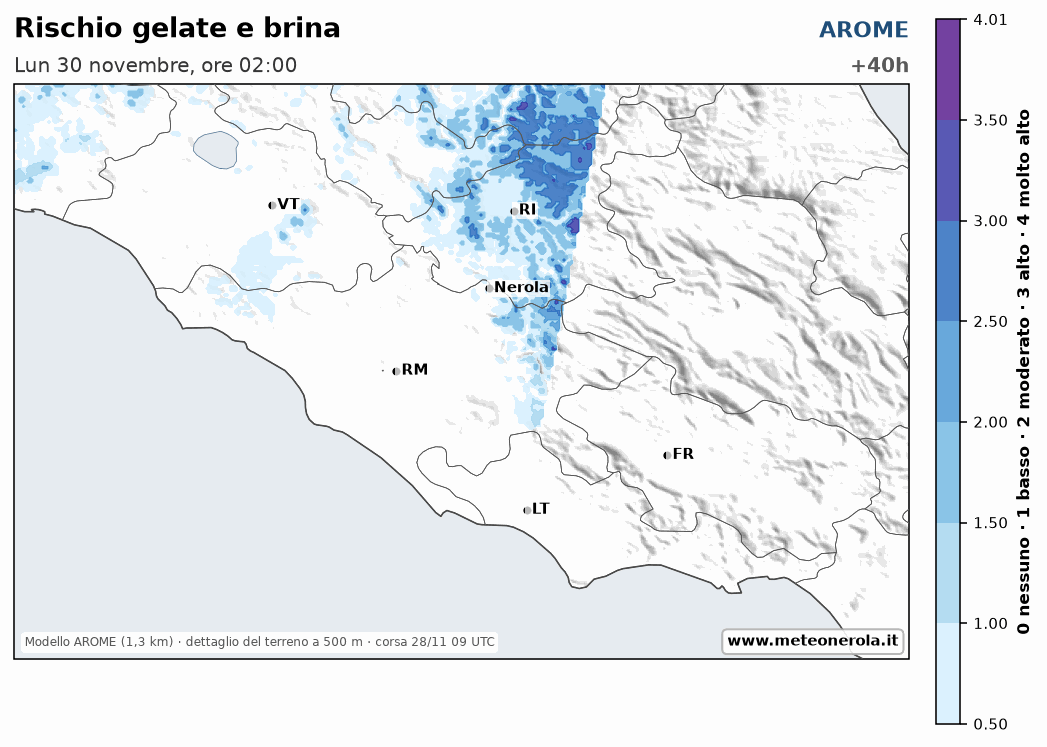 Rischio gelate e brina
AROME
Lun 30 novembre, ore 02:00
+40h
4.01
3.50
3.00
2.50
2.00
1.50
1.00
0.50
0 nessuno · 1 basso · 2 moderato · 3 alto · 4 molto alto
VT
RI
Nerola
RM
FR
LT
Modello AROME (1,3 km) · dettaglio del terreno a 500 m · corsa 28/11 09 UTC
www.meteonerola.it